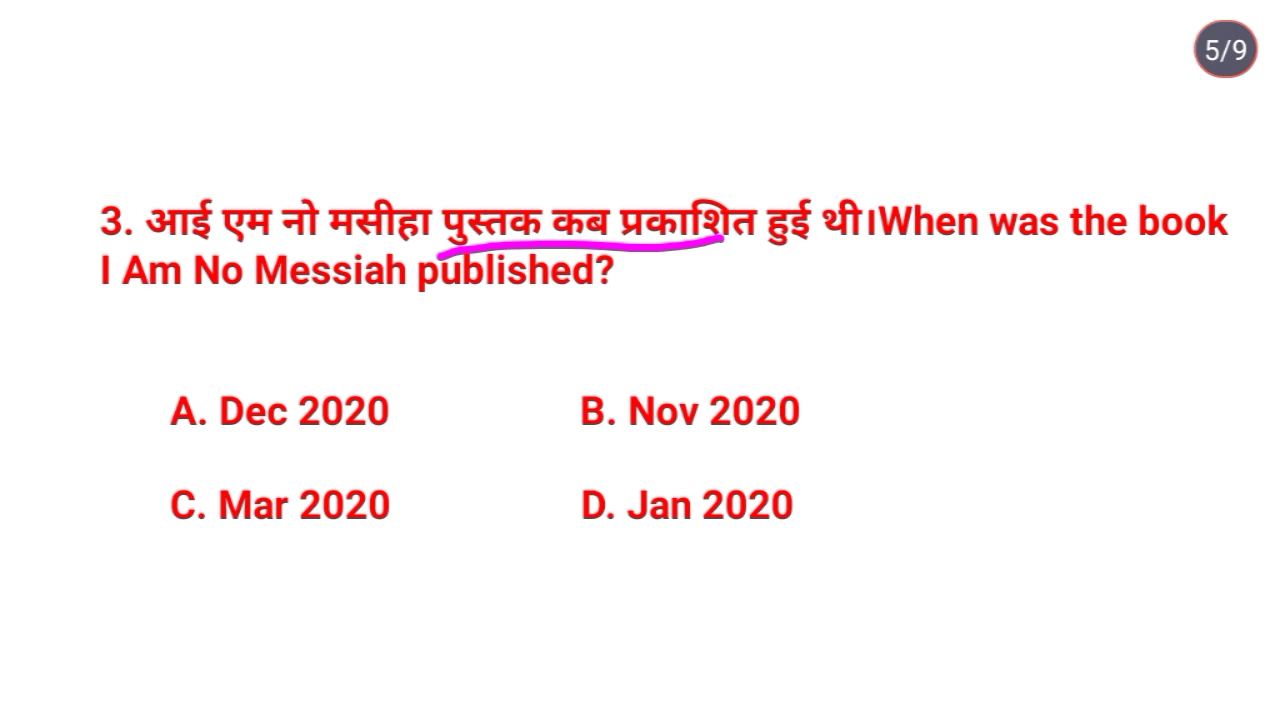 5/9
3. आई एम नो मसीहा पुस्तक कब प्रकाशित हुई थी।When was the book
I Am No Messiah published?
A. Dec 2020 B. Nov 2020
C. Mar 2020 D. Jan 2020